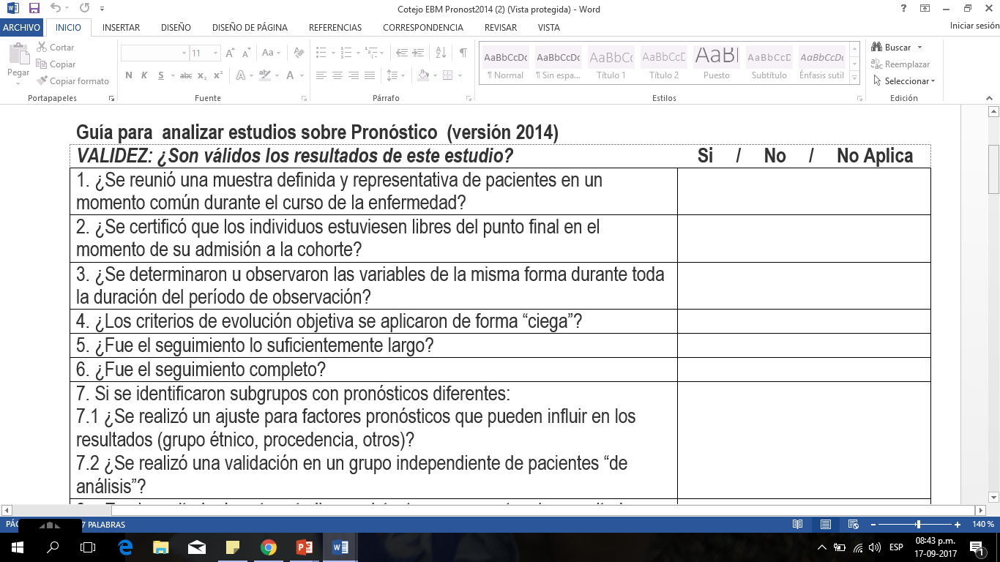 Cotejo EBM Pronost2014 (2) (Vista protegida) - Word
ARCHIVO INICIO INSERTAR DISEÑO DISEÑO DE PÁGINA REFERENCIAS CORRESPONDENCIA REVISAR VISTA Iniciar sesión
Pegar
Cortar
Copiar
Copiar formato
Portapapeles
11
Aa
N K S abc x₂ x² A ab A
Fuente
Párrafo
AaBbCcDc AaBbCcDc AaBbCc AaBbCcD AaBl AaBbCcD AaBbCcDc
¶ Normal ¶ Sin espa... Título 1 Título 2 Puesto Subtítulo Énfasis sutil
Estilos
Buscar
Reemplazar
Seleccionar
Edición
Guía para analizar estudios sobre Pronóstico (versión 2014)
VALIDEZ: ¿Son válidos los resultados de este estudio? Si / No / No Aplica
1. ¿Se reunió una muestra definida y representativa de pacientes en un
momento común durante el curso de la enfermedad?
2. ¿Se certificó que los individuos estuviesen libres del punto final en el
momento de su admisión a la cohorte?
3. ¿Se determinaron u observaron las variables de la misma forma durante toda
la duración del período de observación?
4. ¿Los criterios de evolución objetiva se aplicaron de forma “ciega”?
5. ¿Fue el seguimiento lo suficientemente largo?
6. ¿Fue el seguimiento completo?
7. Si se identificaron subgrupos con pronósticos diferentes:
7.1 ¿Se realizó un ajuste para factores pronósticos que pueden influir en los
resultados (grupo étnico, procedencia, otros)?
7.2 ¿Se realizó una validación en un grupo independiente de pacientes “de
análisis”?
7 PALABRAS
140 %
ESP
08:43 p.m.
17-09-2017
1